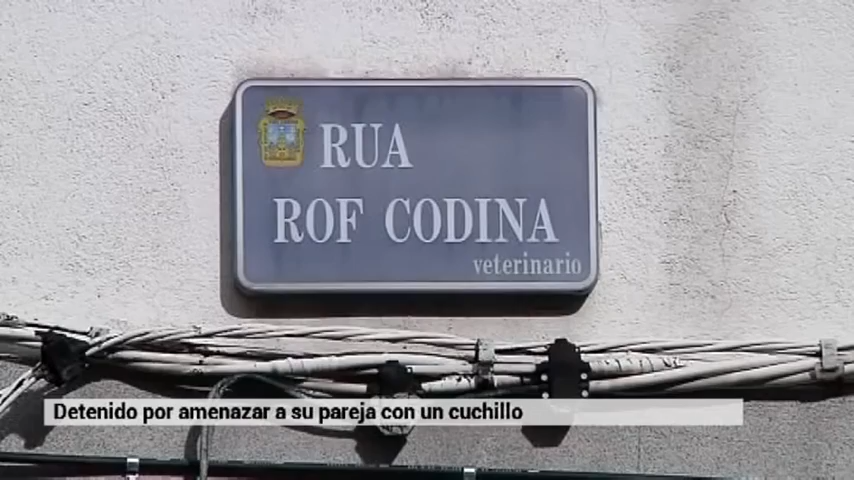 RUA
ROF CODINA
veterinario
Detenido por amenazar a su pareja con un cuchillo